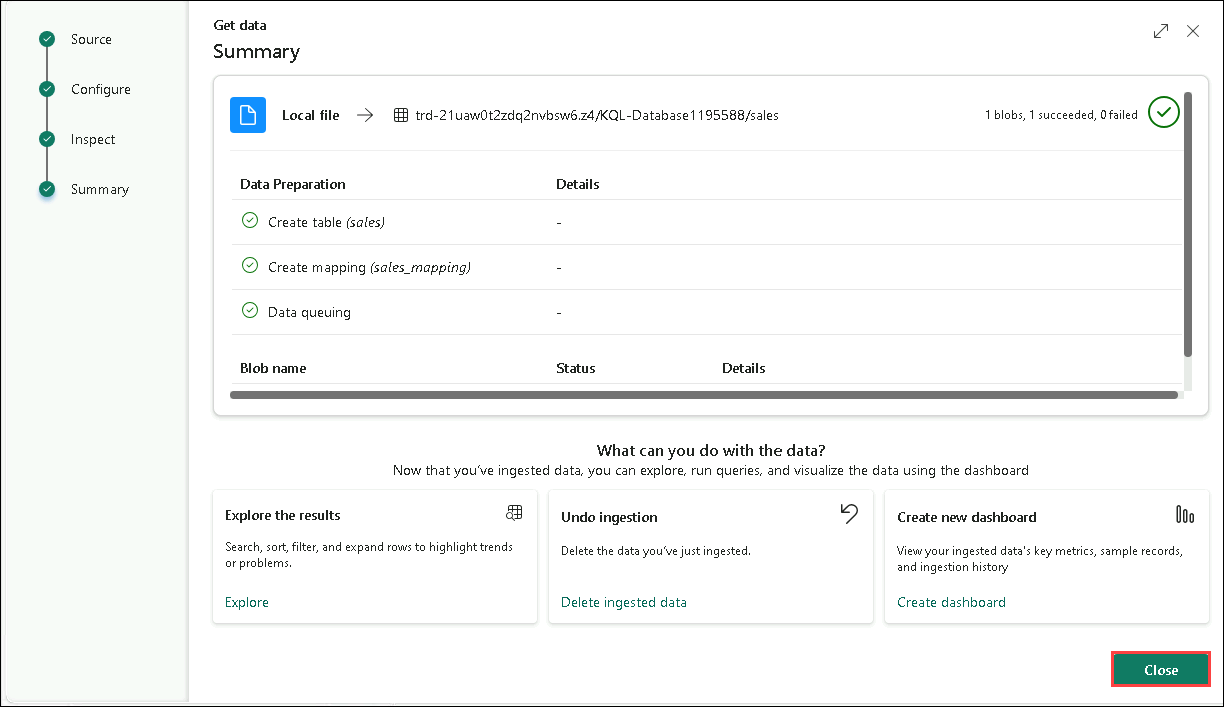 Source
Configure
Inspect
Summary
Get data
Summary
Local file
trd-21uaw0t2zdq2nvbsw6.z4/KQL-Database1195588/sales
1 blobs, 1 succeeded, 0 failed
Data Preparation Details
Create table (sales) -
Create mapping (sales_mapping) -
Data queuing -
Blob name Status Details
What can you do with the data?
Now that you've ingested data, you can explore, run queries, and visualize the data using the dashboard
Explore the results
Search, sort, filter, and expand rows to highlight trends
or problems.
Explore
Undo ingestion
Delete the data you've just ingested.
Delete ingested data
Create new dashboard
View your ingested data's key metrics, sample records,
and ingestion history
Create dashboard
Close